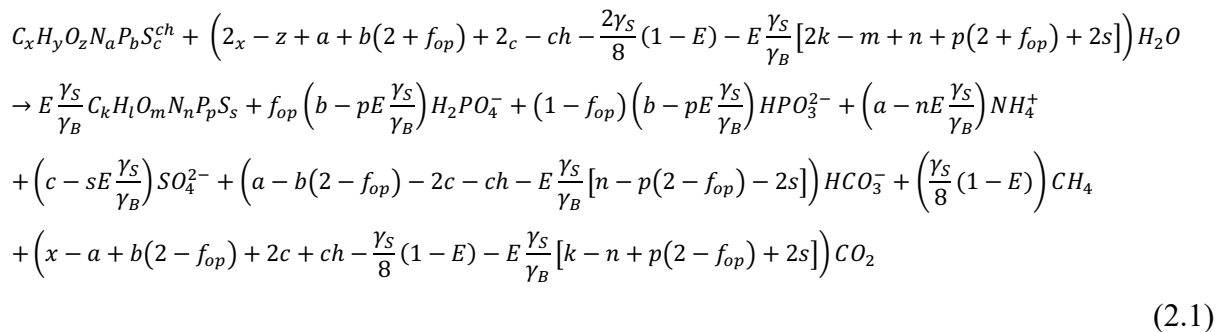 C_xH_yO_zN_aP_bS_c^{ch} + (2_x − z + a + b(2 + f_{op}) + 2_c − ch − \frac{2γ_S}{8}(1 − E) − E\frac{γ_S}{γ_B}[2k − m + n + p(2 + f_{op}) + 2s])H_2O
→ E\frac{γ_S}{γ_B}C_kH_lO_mN_nP_pS_s + f_{op}(b − pE\frac{γ_S}{γ_B})H_2PO_4^− + (1 − f_{op})(b − pE\frac{γ_S}{γ_B})HPO_3^{2−} + (a − nE\frac{γ_S}{γ_B})NH_4^+
+ (c − sE\frac{γ_S}{γ_B})SO_4^{2−} + (a − b(2 − f_{op}) − 2c − ch − E\frac{γ_S}{γ_B}[n − p(2 − f_{op}) − 2s])HCO_3^− + (\frac{γ_S}{8}(1 − E))CH_4
+ (x − a + b(2 − f_{op}) + 2c + ch − \frac{γ_S}{8}(1 − E) − E\frac{γ_S}{γ_B}[k − n + p(2 − f_{op}) + 2s])CO_2
(2.1)